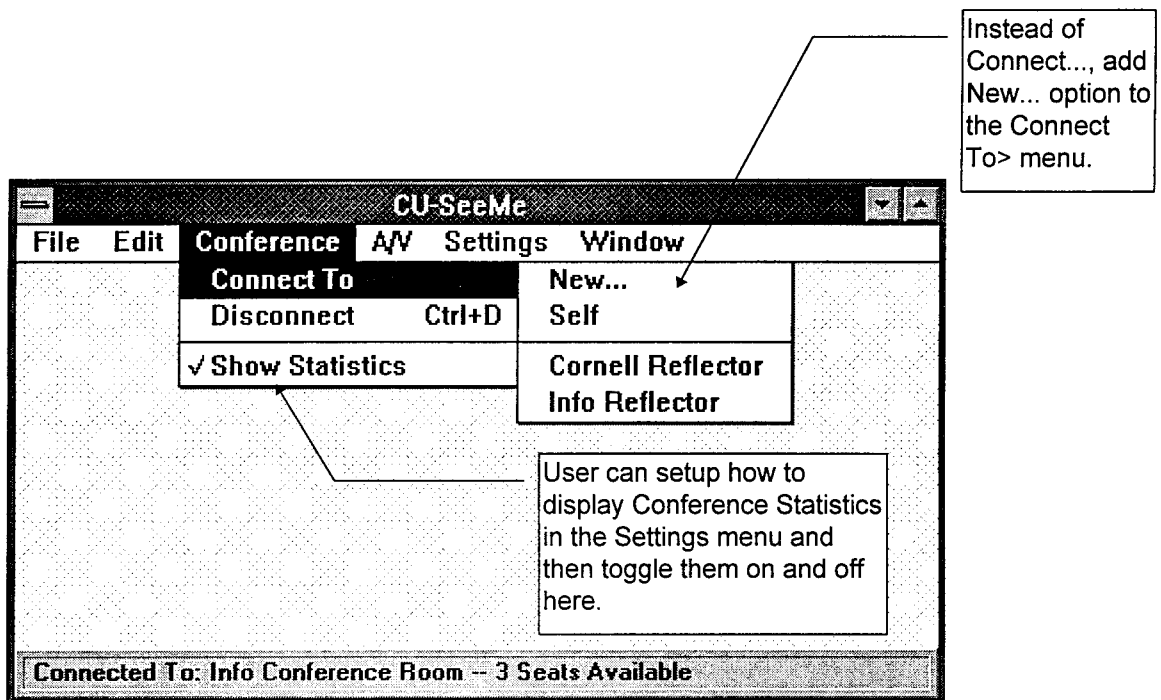 Instead of
Connect..., add
New... option to
the Connect
To> menu.
CU-SeeMe
File Edit Conference A/V Settings Window
Connect To
Disconnect Ctrl+D
✓ Show Statistics
New...
Self
Cornell Reflector
Info Reflector
User can setup how to
display Conference Statistics
in the Settings menu and
then toggle them on and off
here.
Connected To: Info Conference Room -- 3 Seats Available